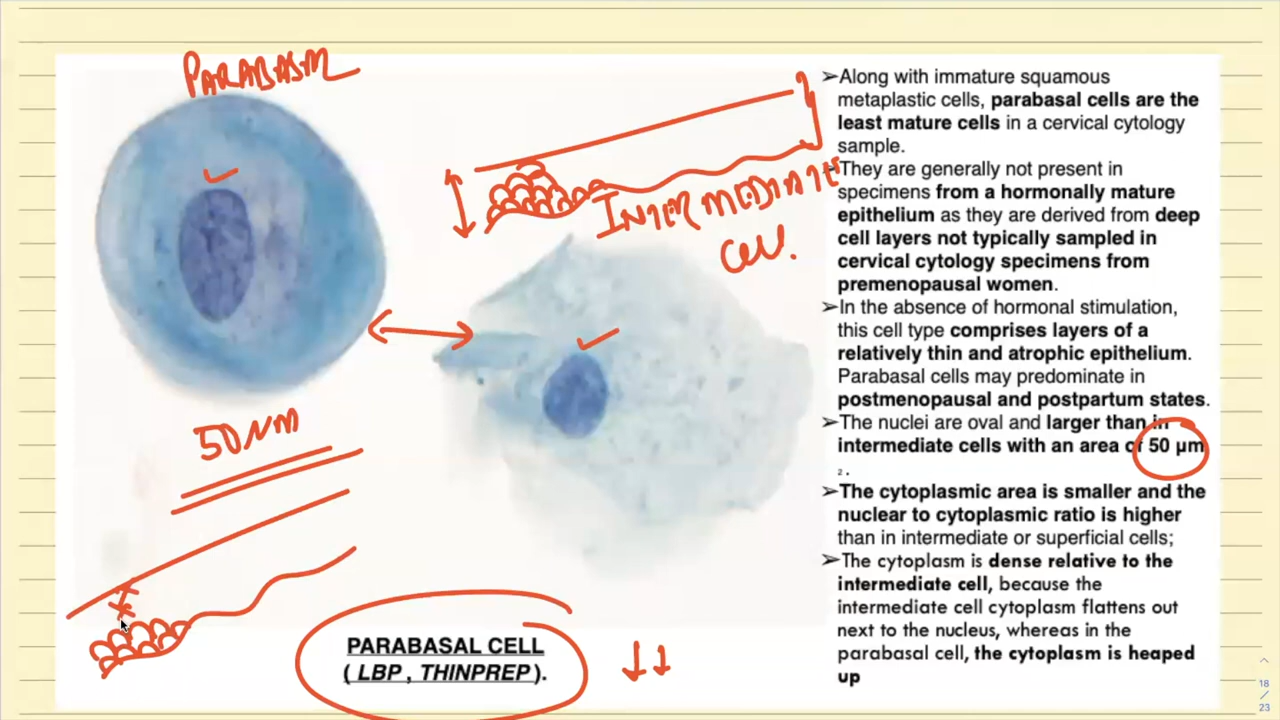 PARABASM
INTERMEDIATE
Cell.
50 NM
PARABASAL CELL
( LBP , THINPREP ).
➢Along with immature squamous
metaplastic cells, parabasal cells are the
least mature cells in a cervical cytology
sample.
➢They are generally not present in
specimens from a hormonally mature
epithelium as they are derived from deep
cell layers not typically sampled in
cervical cytology specimens from
premenopausal women.
➢In the absence of hormonal stimulation,
this cell type comprises layers of a
relatively thin and atrophic epithelium.
Parabasal cells may predominate in
postmenopausal and postpartum states.
➢The nuclei are oval and larger than in
intermediate cells with an area of 50 µm
2 .
➢The cytoplasmic area is smaller and the
nuclear to cytoplasmic ratio is higher
than in intermediate or superficial cells;
➢The cytoplasm is dense relative to the
intermediate cell, because the
intermediate cell cytoplasm flattens out
next to the nucleus, whereas in the
parabasal cell, the cytoplasm is heaped
up
18
/
23